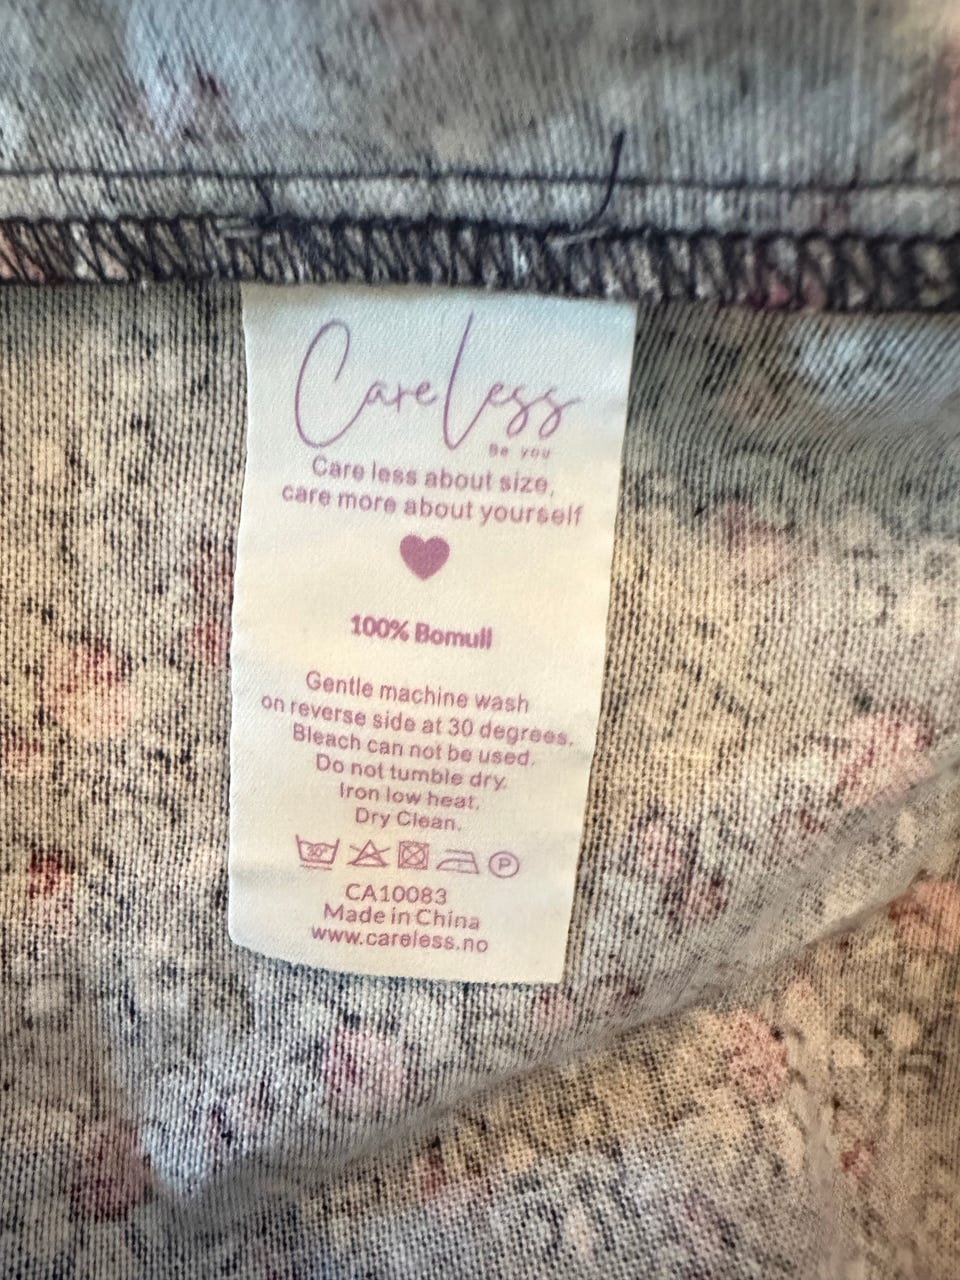 CareLess
Be you
Care less about size,
care more about yourself
100% Bomull
Gentle machine wash
on reverse side at 30 degrees.
Bleach can not be used.
Do not tumble dry.
Iron low heat.
Dry Clean.
30° P
CA10083
Made in China
www.careless.no